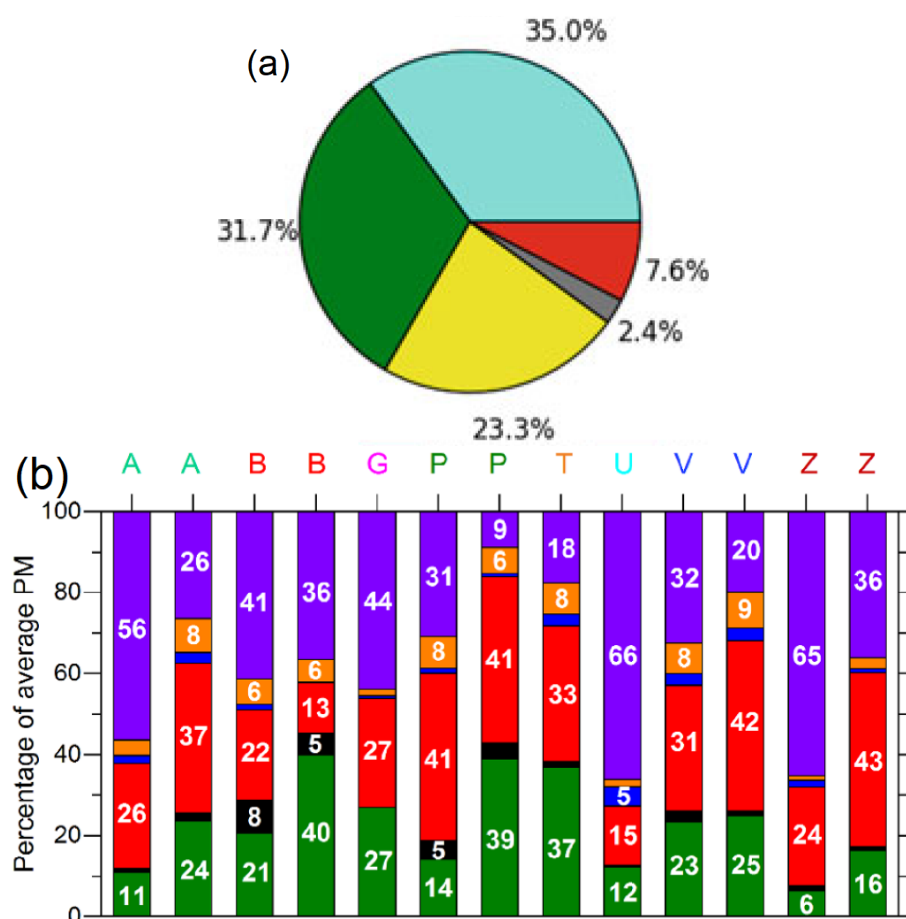 35.0%
(a)
31.7%
7.6%
2.4%
23.3%
(b) A A B B G P P T U V V Z Z
Percentage of average PM
100
80
60
40
20
0
56 26 41 36 44 31 9 18 66 32 20 65 36
8 6 6 8 6 8 5 8 9
26 37 22 13 27 41 41 33 15 31 42 24 43
8 5 5
11 24 21 40 27 14 39 37 12 23 25 6 16